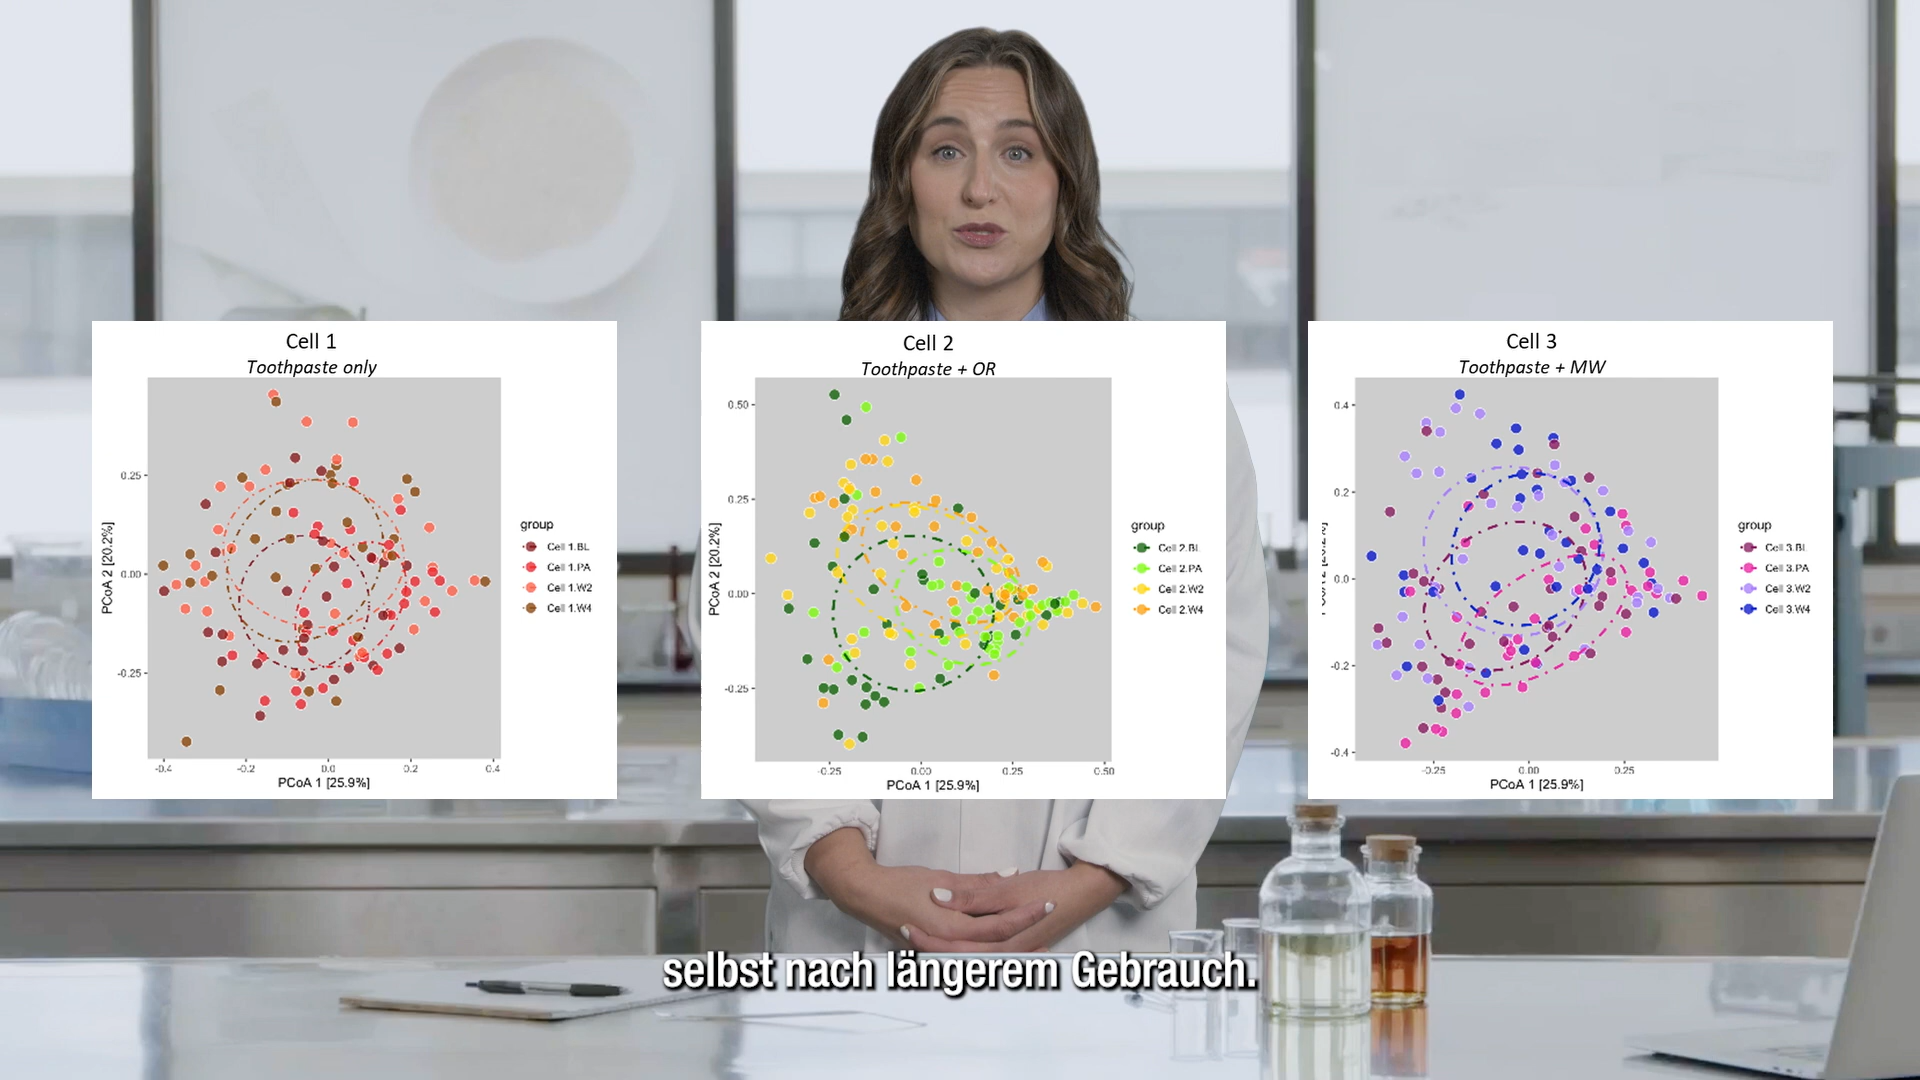 Cell 1
Toothpaste only
0.25
0.00
-0.25
-0.4
-0.2
0.0
0.2
0.4
PCoA 1 [25.9%]
PCoA 2 [20.2%]
group
Cell 1.BL
Cell 1.PA
Cell 1.W2
Cell 1.W4
Cell 2
Toothpaste + OR
0.50
0.25
0.00
-0.25
-0.25
0.00
0.25
0.50
PCoA 1 [25.9%]
PCoA 2 [20.2%]
group
Cell 2.BL
Cell 2.PA
Cell 2.W2
Cell 2.W4
Cell 3
Toothpaste + MW
0.4
0.2
0.0
-0.2
-0.4
-0.25
0.00
0.25
PCoA 1 [25.9%]
group
Cell 3.BL
Cell 3.PA
Cell 3.W2
Cell 3.W4
selbst nach längerem Gebrauch.